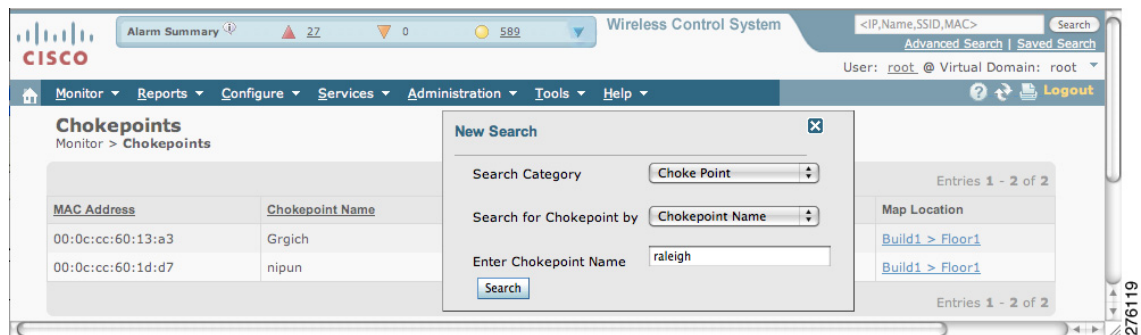 Alarm Summary 27 0 589
Wireless Control System
<IP,Name,SSID,MAC> Search
Advanced Search | Saved Search
CISCO
User: root @ Virtual Domain: root
Monitor Reports Configure Services Administration Tools Help Logout
Chokepoints
Monitor > Chokepoints
Entries 1 - 2 of 2
MAC Address Chokepoint Name Map Location
00:0c:cc:60:13:a3 Grgich Build1 > Floor1
00:0c:cc:60:1d:d7 nipun Build1 > Floor1
Entries 1 - 2 of 2
New Search
Search Category Choke Point
Search for Chokepoint by Chokepoint Name
Enter Chokepoint Name raleigh
Search
276119